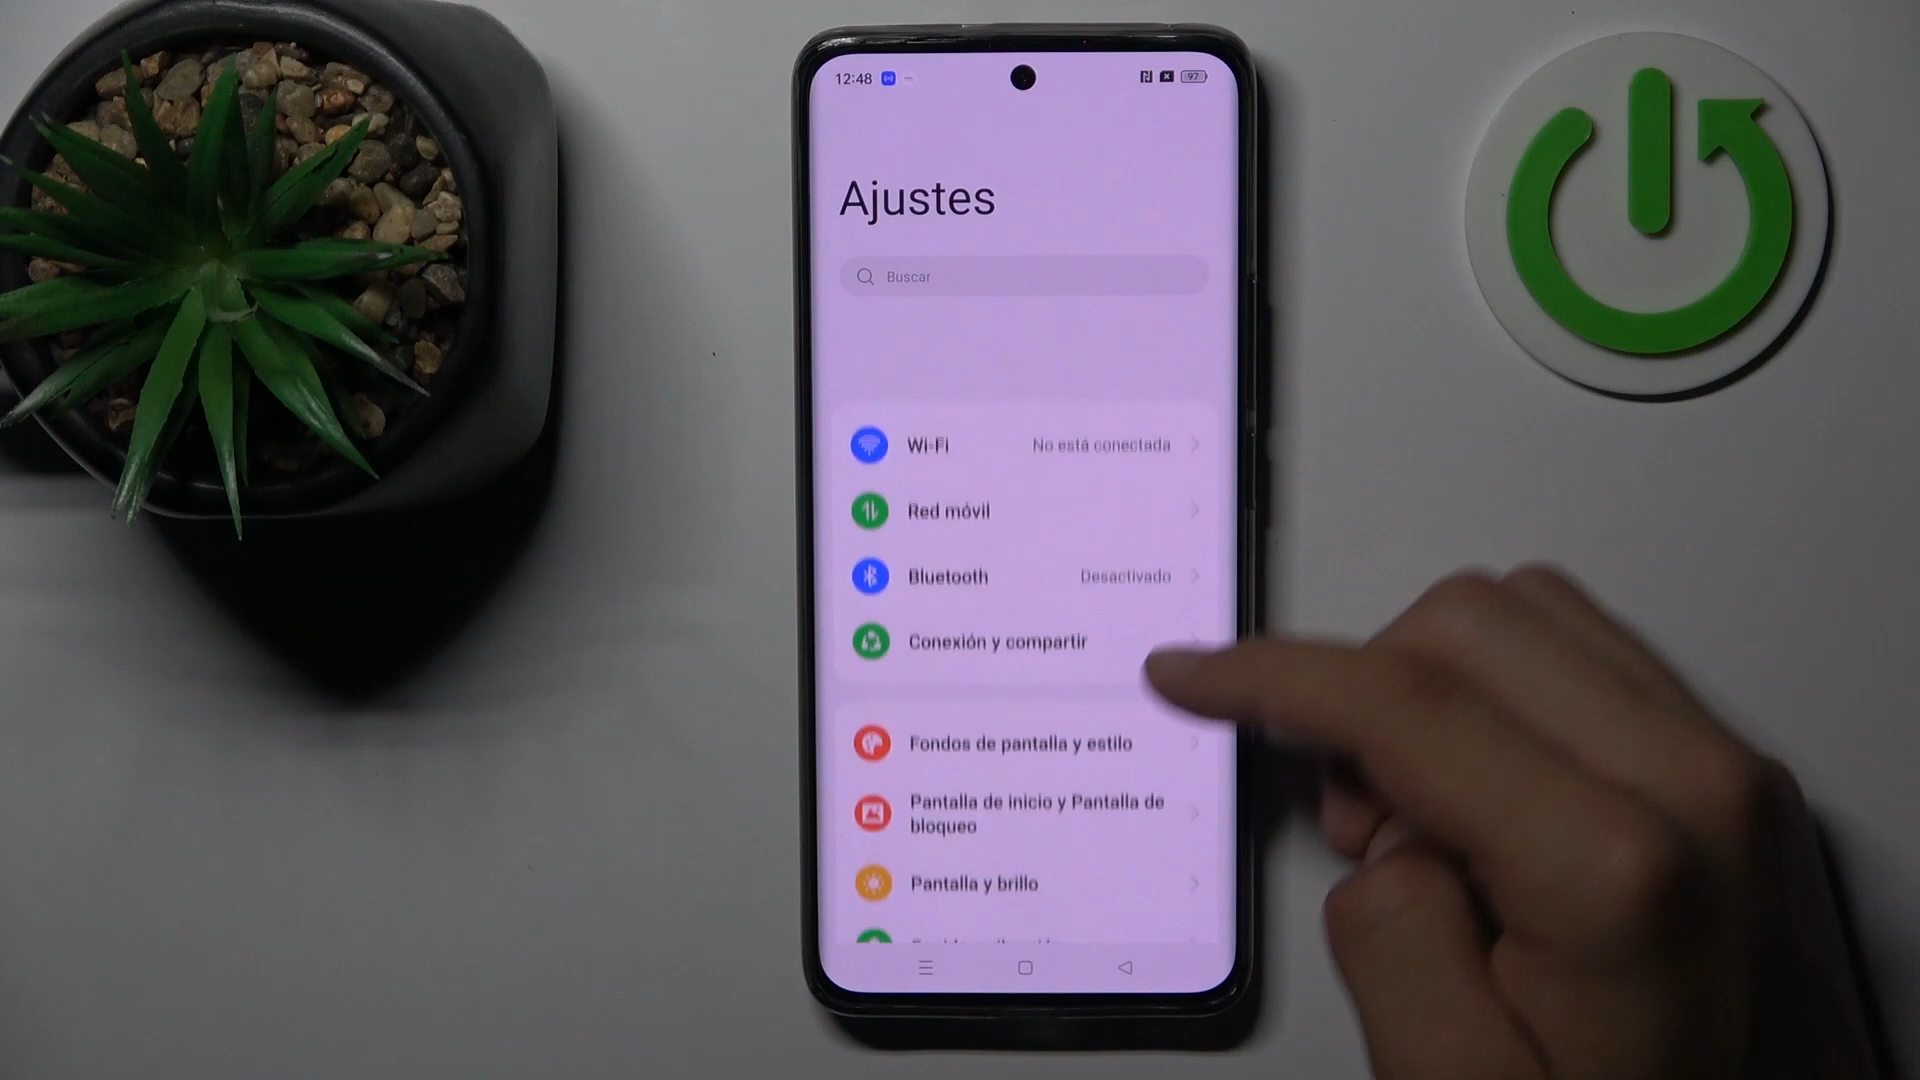 12:48
97
Ajustes
Buscar
Wi-Fi No está conectada
Red móvil
Bluetooth Desactivado
Conexión y compartir
Fondos de pantalla y estilo
Pantalla de inicio y Pantalla de
bloqueo
Pantalla y brillo